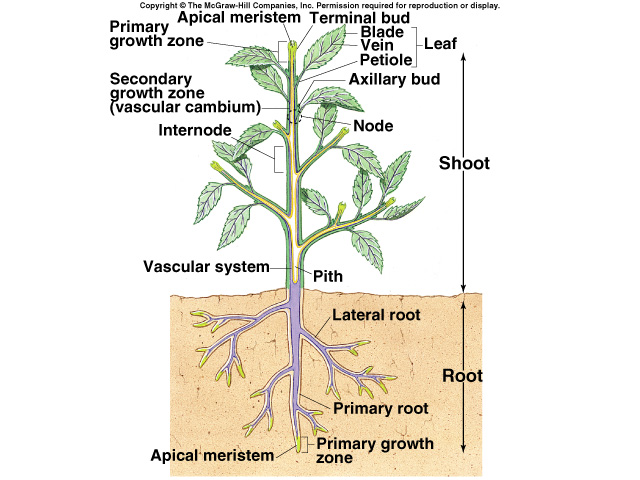 Copyright © The McGraw-Hill Companies, Inc. Permission required for reproduction or display.
Apical meristem
Terminal bud
Primary
growth zone
Blade
Vein
Petiole
Leaf
Secondary
growth zone
(vascular cambium)
Axillary bud
Internode
Node
Shoot
Vascular system
Pith
Lateral root
Root
Primary root
Apical meristem
Primary growth
zone